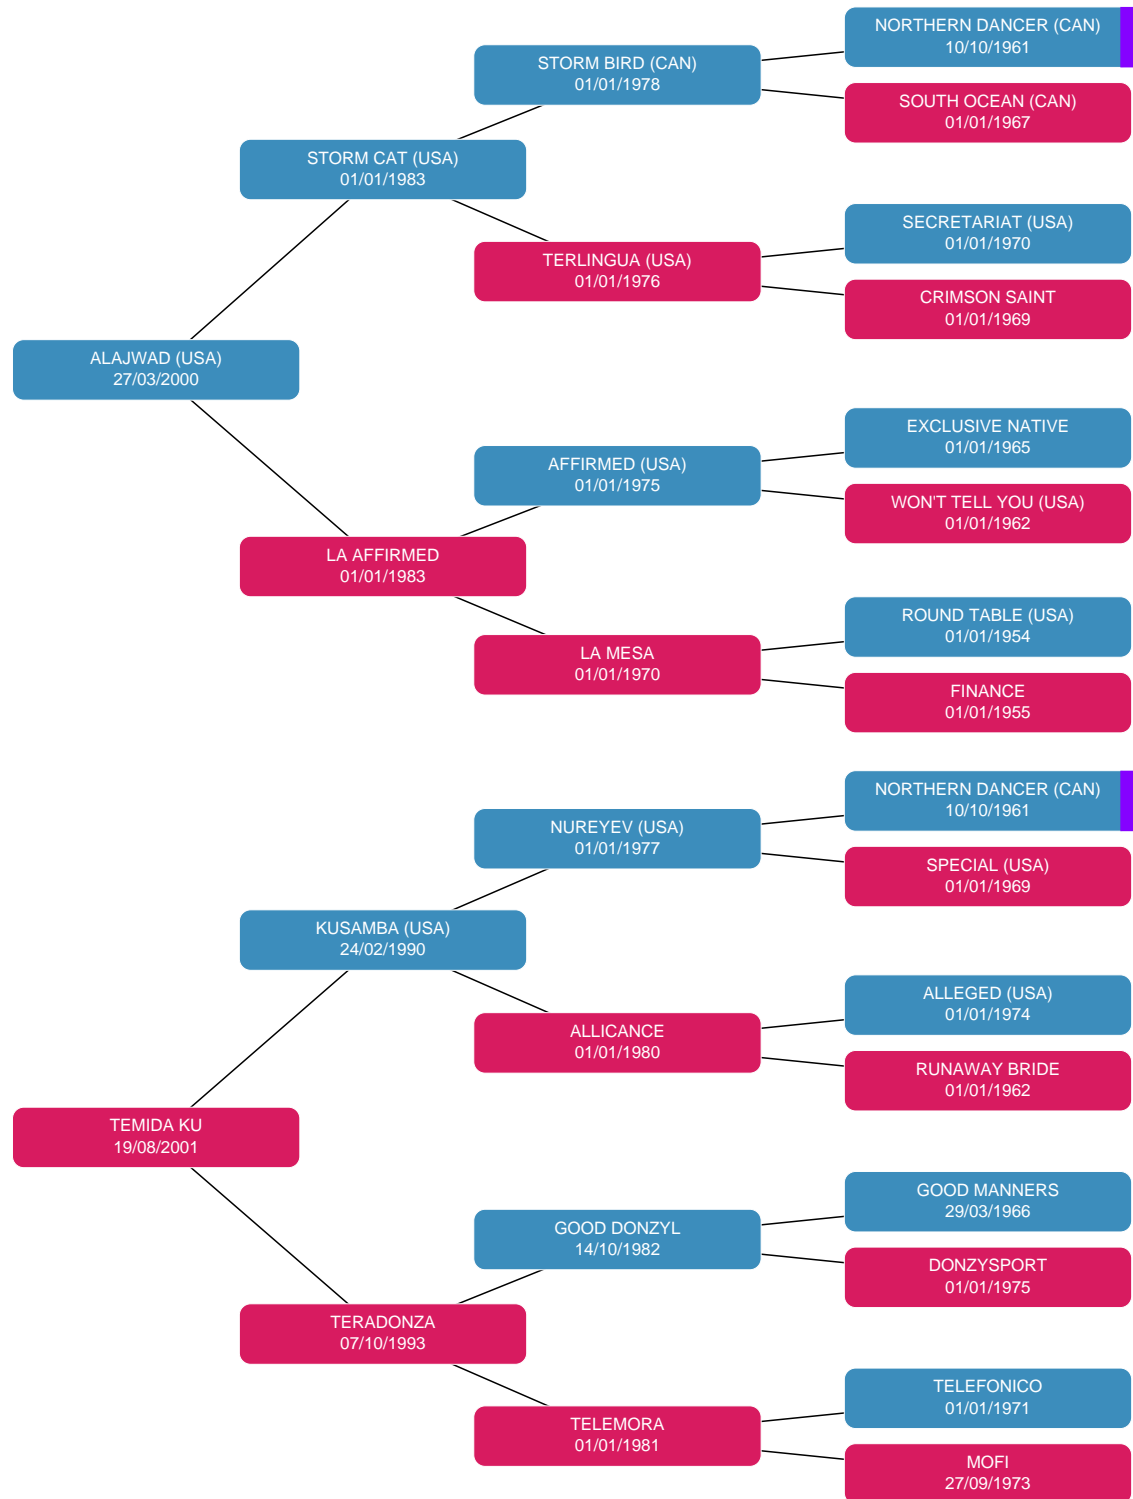 NORTHERN DANCER (CAN)
10/10/1961
STORM BIRD (CAN)
01/01/1978
SOUTH OCEAN (CAN)
01/01/1967
STORM CAT (USA)
01/01/1983
SECRETARIAT (USA)
01/01/1970
TERLINGUA (USA)
01/01/1976
CRIMSON SAINT
01/01/1969
ALAJWAD (USA)
27/03/2000
EXCLUSIVE NATIVE
01/01/1965
AFFIRMED (USA)
01/01/1975
WON'T TELL YOU (USA)
01/01/1962
LA AFFIRMED
01/01/1983
ROUND TABLE (USA)
01/01/1954
LA MESA
01/01/1970
FINANCE
01/01/1955
NORTHERN DANCER (CAN)
10/10/1961
NUREYEV (USA)
01/01/1977
SPECIAL (USA)
01/01/1969
KUSAMBA (USA)
24/02/1990
ALLEGED (USA)
01/01/1974
ALLICANCE
01/01/1980
RUNAWAY BRIDE
01/01/1962
TEMIDA KU
19/08/2001
GOOD MANNERS
29/03/1966
GOOD DONZYL
14/10/1982
DONZYSPORT
01/01/1975
TERADONZA
07/10/1993
TELEFONICO
01/01/1971
TELEMORA
01/01/1981
MOFI
27/09/1973